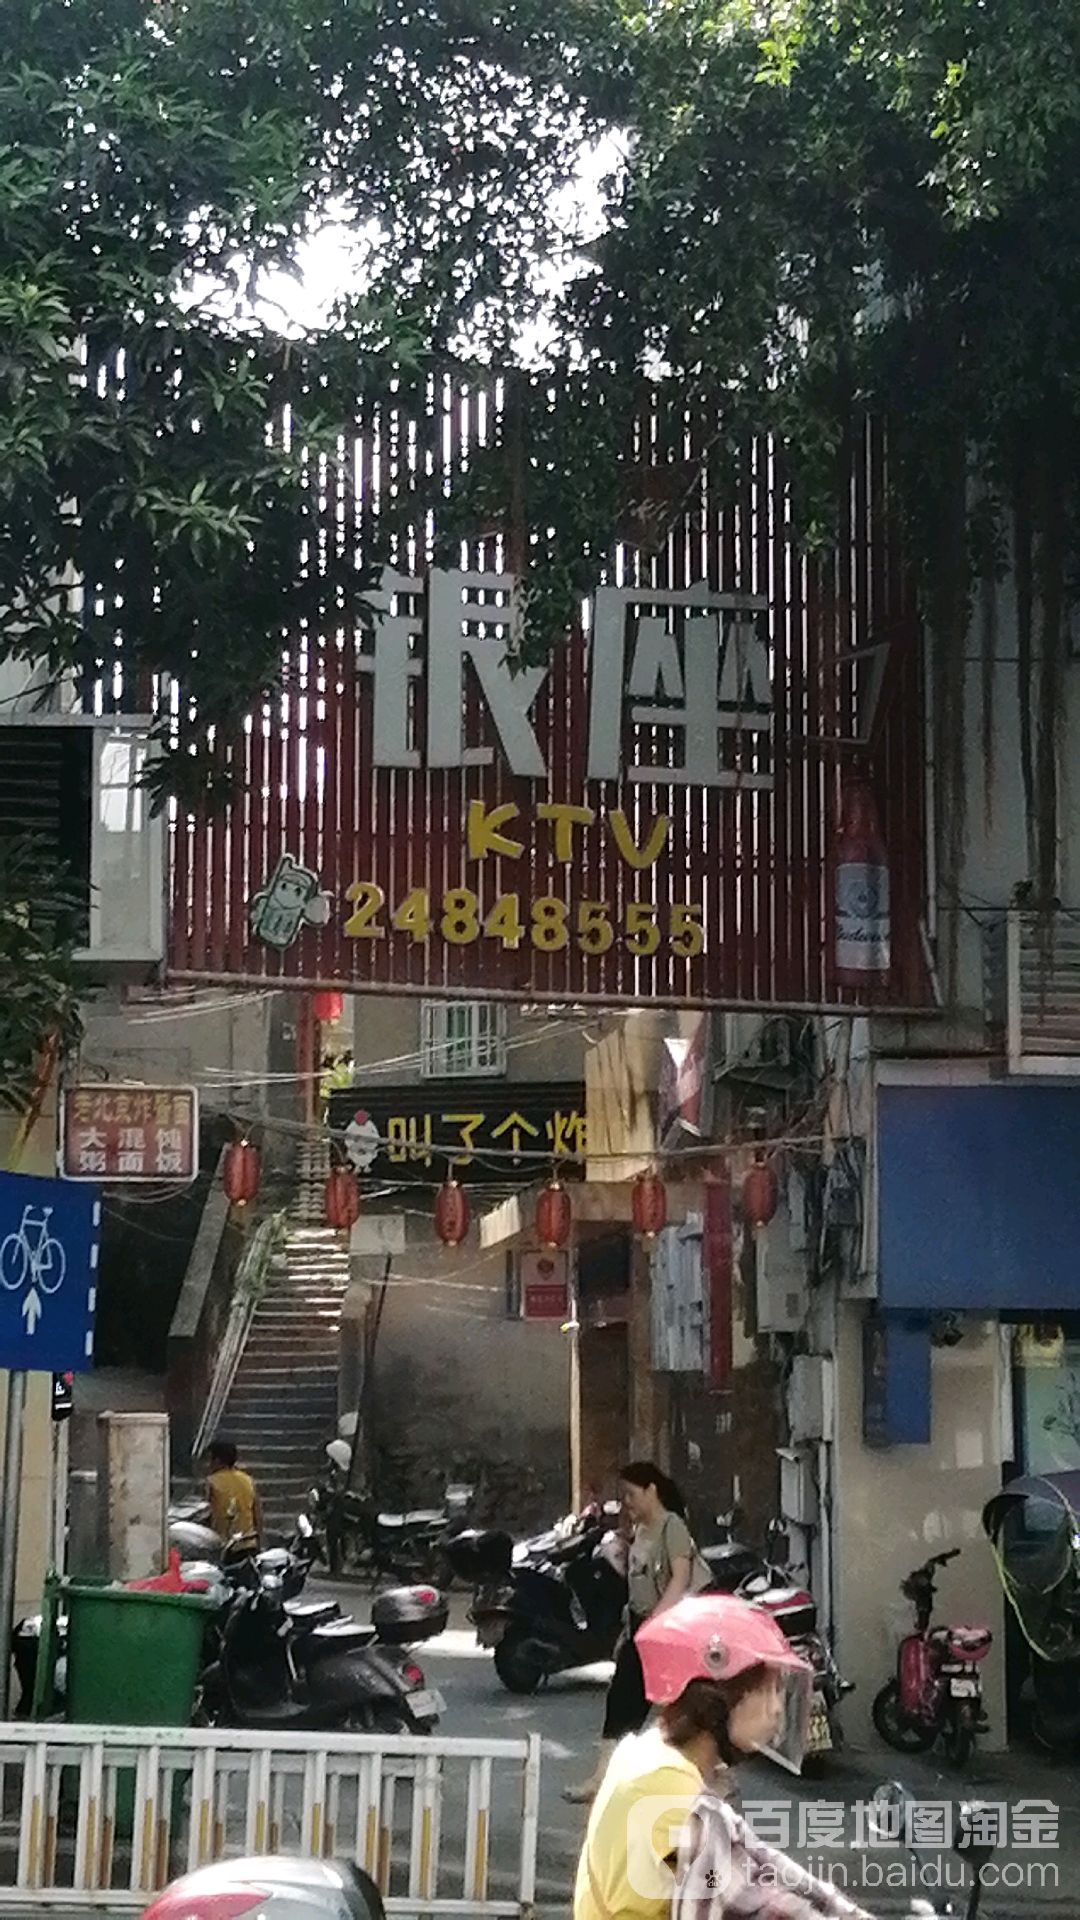 银座
KTV
24848555
叫了个炸
老北京炸酱面
大混饨
粥面饭
百度地图淘金
taojin.baidu.com